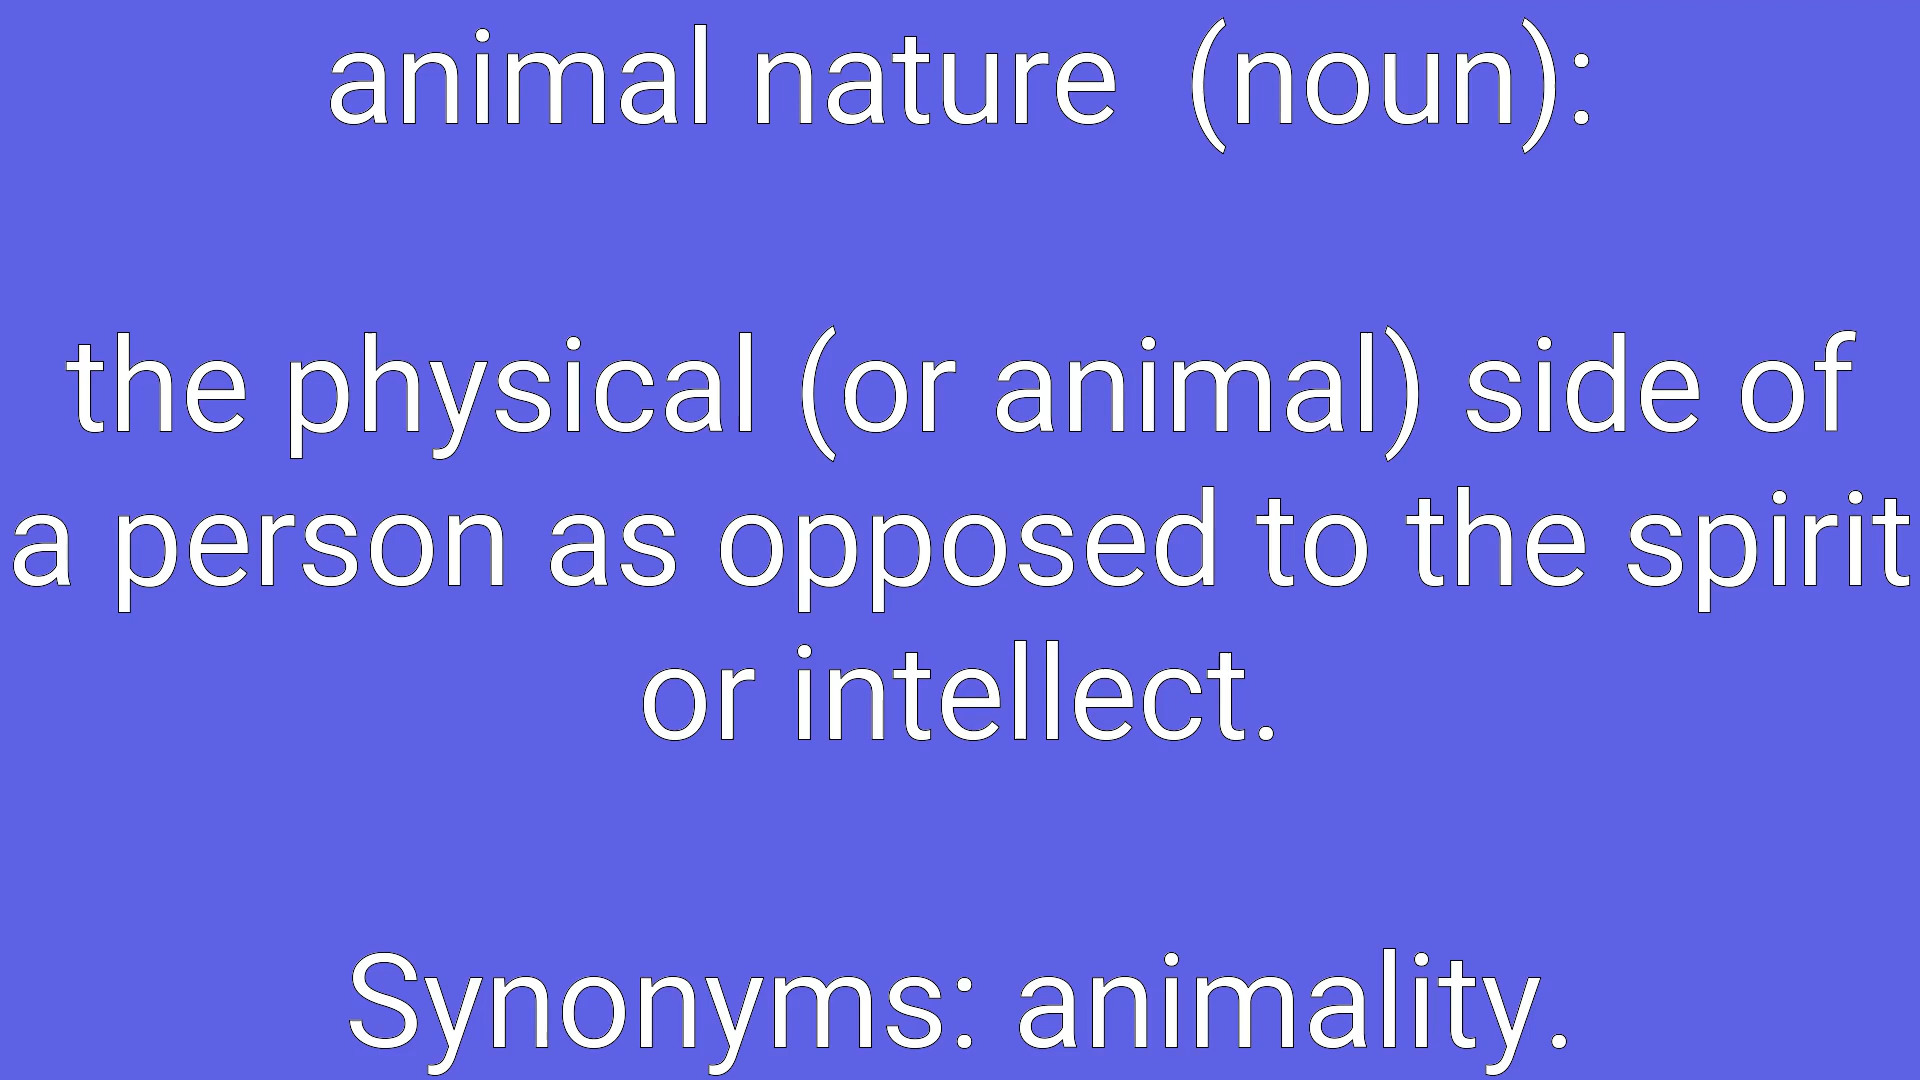 animal nature  (noun):
the physical (or animal) side of
a person as opposed to the spirit
or intellect.
Synonyms: animality.